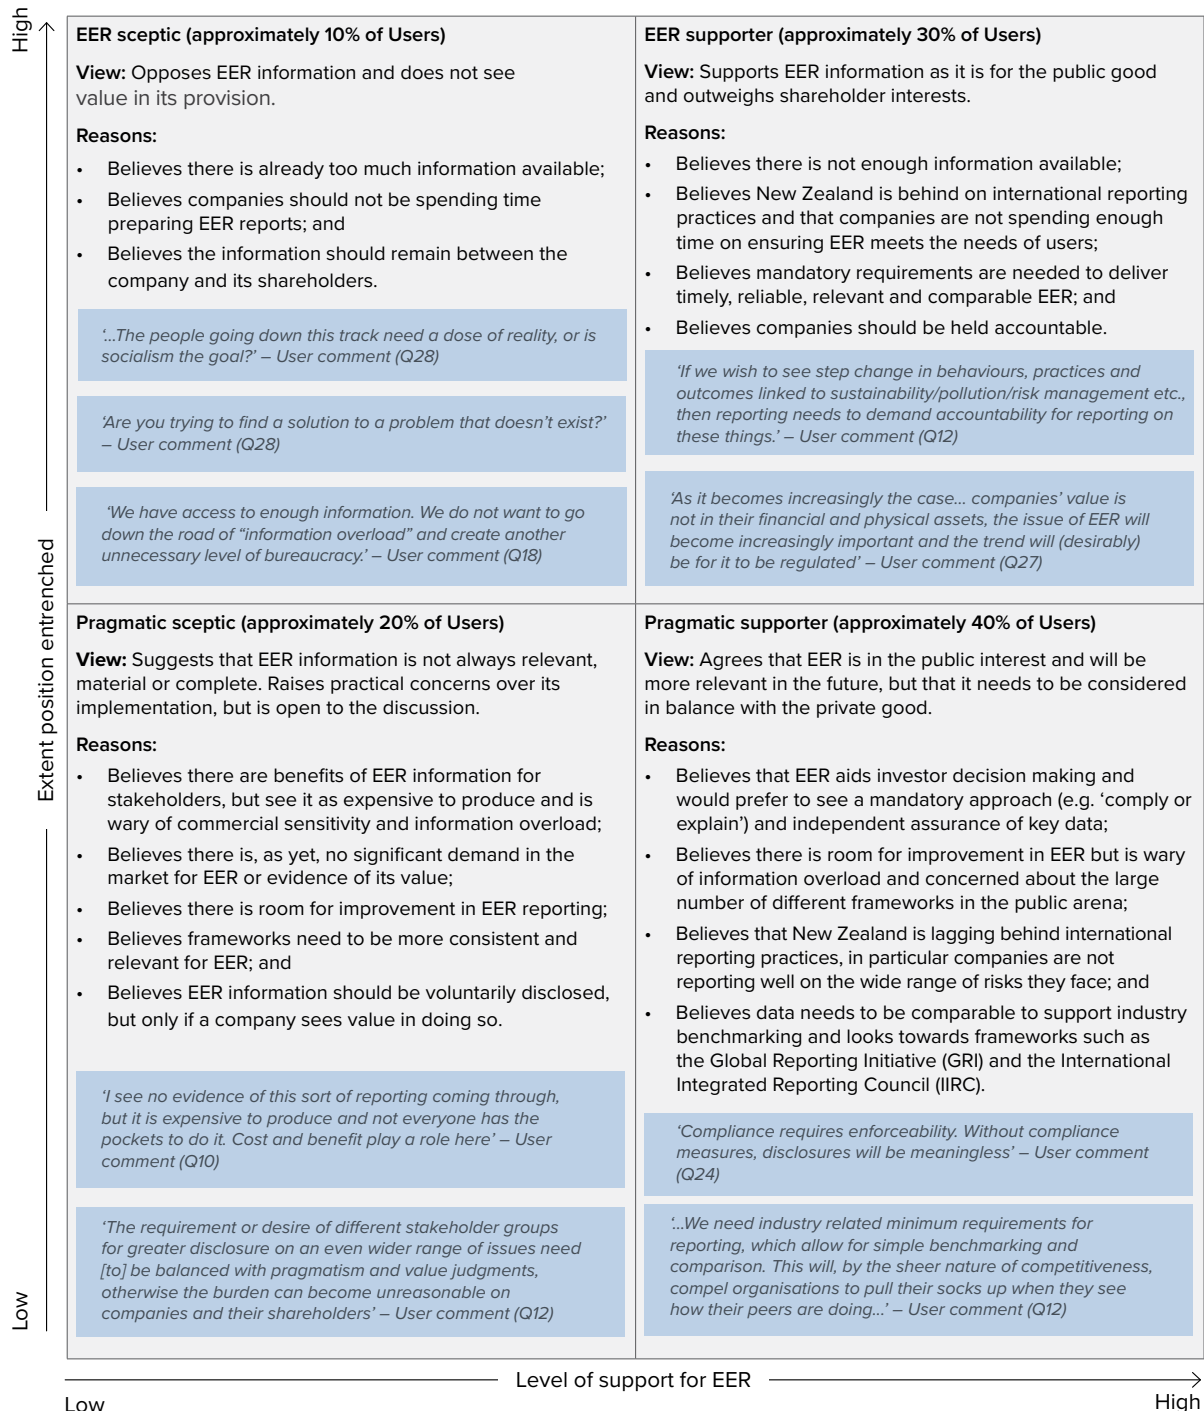 High
EER sceptic (approximately 10% of Users)
View: Opposes EER information and does not see
value in its provision.
Reasons:
• Believes there is already too much information available;
• Believes companies should not be spending time
preparing EER reports; and
• Believes the information should remain between the
company and its shareholders.
‘...The people going down this track need a dose of reality, or is
socialism the goal?’ – User comment (Q28)
‘Are you trying to find a solution to a problem that doesn’t exist?’
– User comment (Q28)
‘We have access to enough information. We do not want to go
down the road of “information overload” and create another
unnecessary level of bureaucracy.’ – User comment (Q18)
EER supporter (approximately 30% of Users)
View: Supports EER information as it is for the public good
and outweighs shareholder interests.
Reasons:
• Believes there is not enough information available;
• Believes New Zealand is behind on international reporting
practices and that companies are not spending enough
time on ensuring EER meets the needs of users;
• Believes mandatory requirements are needed to deliver
timely, reliable, relevant and comparable EER; and
• Believes companies should be held accountable.
‘If we wish to see step change in behaviours, practices and
outcomes linked to sustainability/pollution/risk management etc.,
then reporting needs to demand accountability for reporting on
these things.’ – User comment (Q12)
‘As it becomes increasingly the case... companies’ value is
not in their financial and physical assets, the issue of EER will
become increasingly important and the trend will (desirably)
be for it to be regulated’ – User comment (Q27)
Extent position entrenched
Pragmatic sceptic (approximately 20% of Users)
View: Suggests that EER information is not always relevant,
material or complete. Raises practical concerns over its
implementation, but is open to the discussion.
Reasons:
• Believes there are benefits of EER information for
stakeholders, but see it as expensive to produce and is
wary of commercial sensitivity and information overload;
• Believes there is, as yet, no significant demand in the
market for EER or evidence of its value;
• Believes there is room for improvement in EER reporting;
• Believes frameworks need to be more consistent and
relevant for EER; and
• Believes EER information should be voluntarily disclosed,
but only if a company sees value in doing so.
‘I see no evidence of this sort of reporting coming through,
but it is expensive to produce and not everyone has the
pockets to do it. Cost and benefit play a role here’ – User
comment (Q10)
‘The requirement or desire of different stakeholder groups
for greater disclosure on an even wider range of issues need
[to] be balanced with pragmatism and value judgments,
otherwise the burden can become unreasonable on
companies and their shareholders’ – User comment (Q12)
Pragmatic supporter (approximately 40% of Users)
View: Agrees that EER is in the public interest and will be
more relevant in the future, but that it needs to be considered
in balance with the private good.
Reasons:
• Believes that EER aids investor decision making and
would prefer to see a mandatory approach (e.g. ‘comply or
explain’) and independent assurance of key data;
• Believes there is room for improvement in EER but is wary
of information overload and concerned about the large
number of different frameworks in the public arena;
• Believes that New Zealand is lagging behind international
reporting practices, in particular companies are not
reporting well on the wide range of risks they face; and
• Believes data needs to be comparable to support industry
benchmarking and looks towards frameworks such as
the Global Reporting Initiative (GRI) and the International
Integrated Reporting Council (IIRC).
‘Compliance requires enforceability. Without compliance
measures, disclosures will be meaningless’ – User comment
(Q24)
‘...We need industry related minimum requirements for
reporting, which allow for simple benchmarking and
comparison. This will, by the sheer nature of competitiveness,
compel organisations to pull their socks up when they see
how their peers are doing...’ – User comment (Q12)
Low
Level of support for EER
Low
High